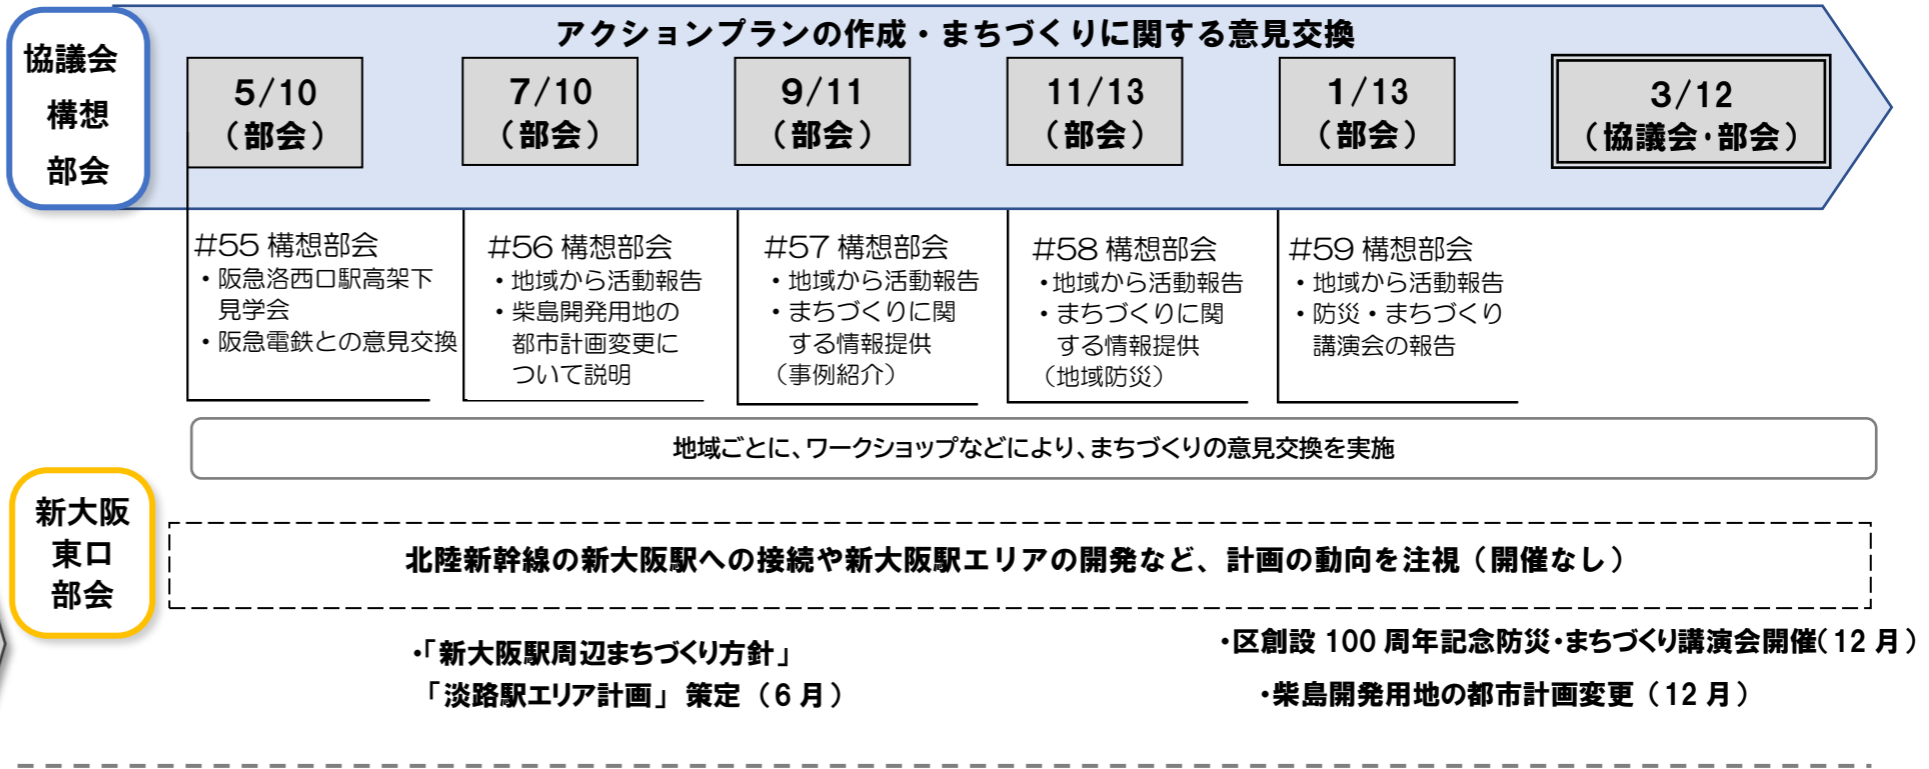 協議会
構想
部会
アクションプランの作成・まちづくりに関する意見交換
5/10
（部会）
7/10
（部会）
9/11
（部会）
11/13
（部会）
1/13
（部会）
3/12
（協議会・部会）
#55 構想部会
・阪急洛西口駅高架下
見学会
・阪急電鉄との意見交換
#56 構想部会
・地域から活動報告
・柴島開発用地の
都市計画変更に
ついて説明
#57 構想部会
・地域から活動報告
・まちづくりに関
する情報提供
（事例紹介）
#58 構想部会
・地域から活動報告
・まちづくりに関
する情報提供
（地域防災）
#59 構想部会
・地域から活動報告
・防災・まちづくり
講演会の報告
地域ごとに、ワークショップなどにより、まちづくりの意見交換を実施
新大阪
東口
部会
北陸新幹線の新大阪駅への接続や新大阪駅エリアの開発など、計画の動向を注視（開催なし）
・「新大阪駅周辺まちづくり方針」
「淡路駅エリア計画」 策定（6月）
・区創設 100 周年記念防災・まちづくり講演会開催（12 月）
・柴島開発用地の都市計画変更（12 月）